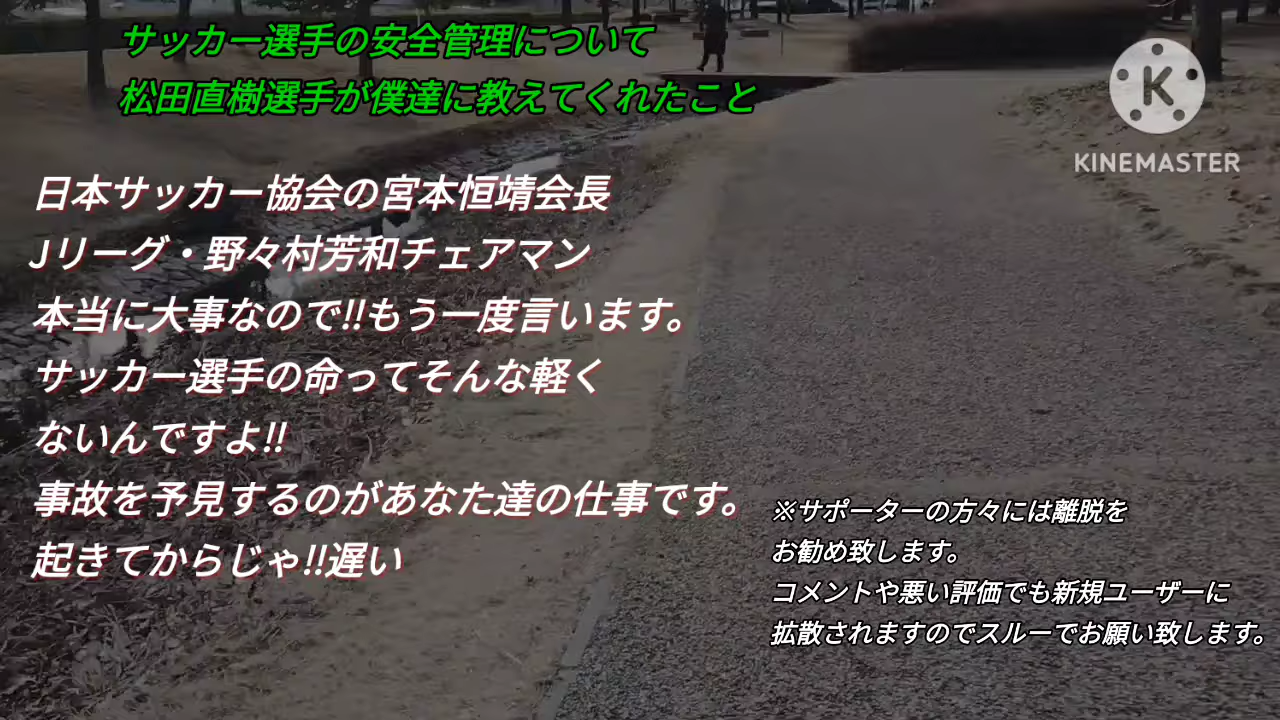 サッカー選手の安全管理について
松田直樹選手が僕達に教えてくれたこと
KINEMASTER
日本サッカー協会の宮本恒靖会長
Jリーグ・野々村芳和チェアマン
本当に大事なので!!もう一度言います。
サッカー選手の命ってそんな軽く
ないんですよ!!
事故を予見するのがあなた達の仕事です。
起きてからじゃ!!遅い
※サポーターの方々には離脱を
お勧め致します。
コメントや悪い評価でも新規ユーザーに
拡散されますのでスルーでお願い致します。